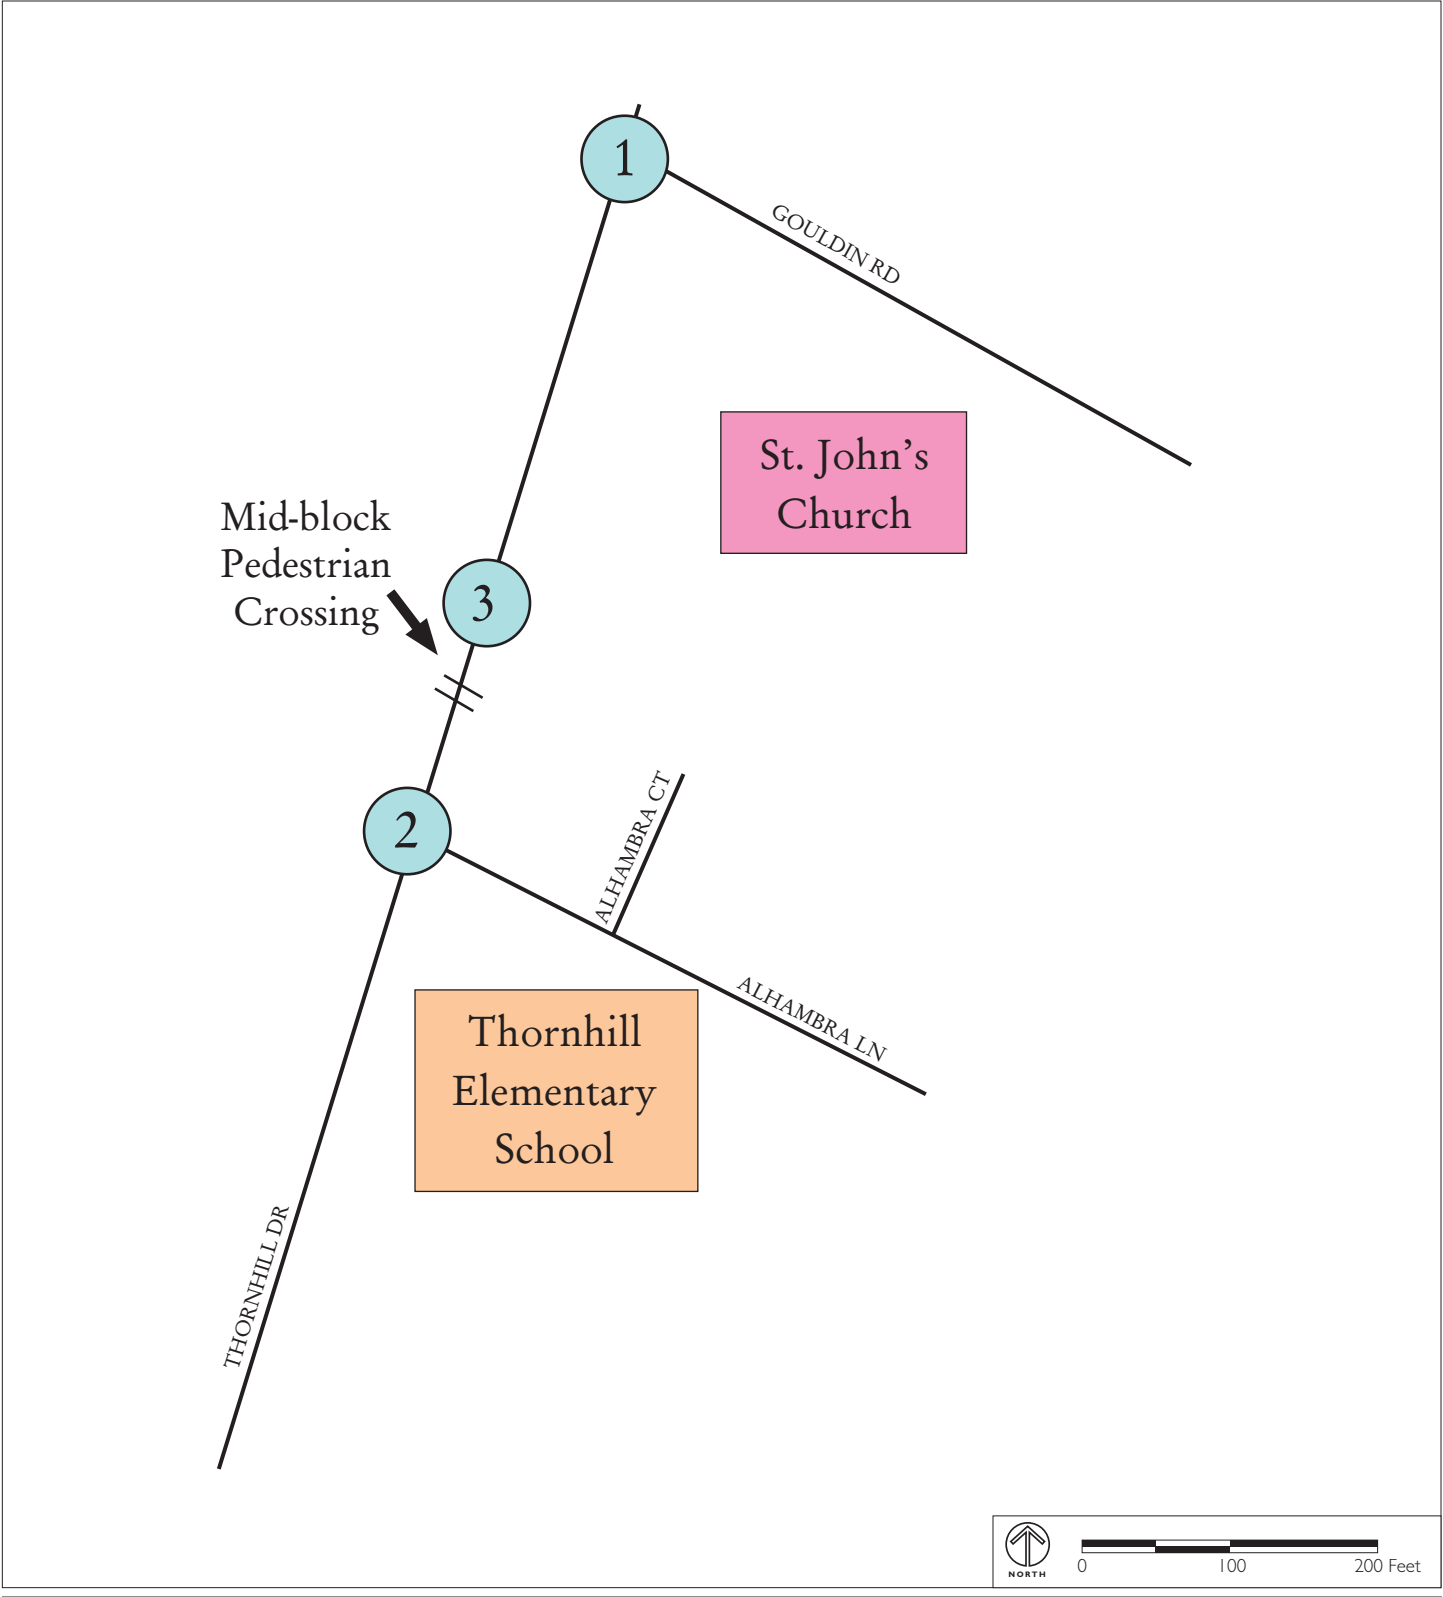 1
GOULDIN RD
St. John’s
Church
Mid-block
Pedestrian
Crossing
3
2
ALHAMBRA CT
ALHAMBRA LN
Thornhill
Elementary
School
THORNHILL DR
NORTH
0 100 200 Feet